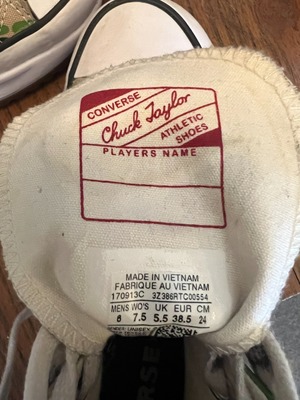 CONVERSE
Chuck Taylor
ATHLETIC
SHOES
PLAYERS NAME
MADE IN VIETNAM
FABRIQUE AU VIETNAM
170913C 3Z386RTC00554
MENS WO'S UK EUR CM
6 7.5 5.5 38.5 24